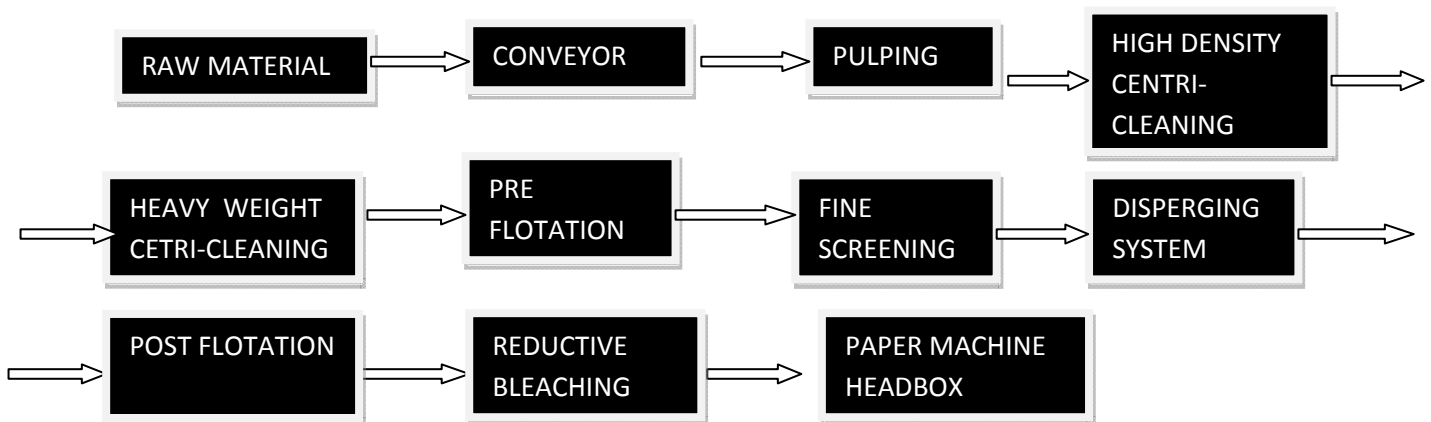 RAW MATERIAL
CONVEYOR
PULPING
HIGH DENSITY
CENTRI-
CLEANING
HEAVY WEIGHT
CETRI-CLEANING
PRE
FLOTATION
FINE
SCREENING
DISPERGING
SYSTEM
POST FLOTATION
REDUCTIVE
BLEACHING
PAPER MACHINE
HEADBOX